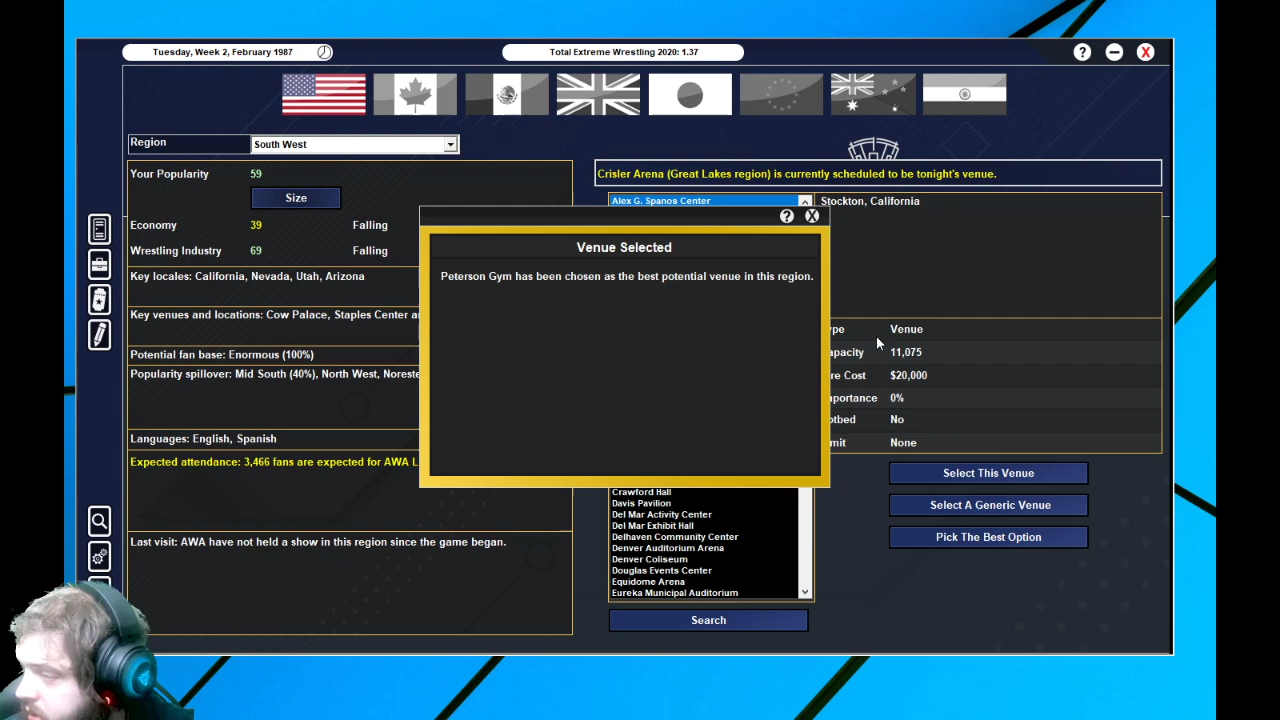 Tuesday, Week 2, February 1987
Total Extreme Wrestling 2020: 1.37
?
X
Region
South West
Your Popularity
59
Size
Economy
39
Falling
Wrestling Industry
69
Falling
Key locales: California, Nevada, Utah, Arizona
Key venues and locations: Cow Palace, Staples Center
Potential fan base: Enormous (100%)
Popularity spillover: Mid South (40%), North West,
Languages: English, Spanish
Expected attendance: 3,466 fans are expected for AWA
Last visit: AWA have not held a show in this region since the game began.
Crisler Arena (Great Lakes region) is currently scheduled to be tonight's venue.
Alex G. Spanos Center
Stockton, California
?
X
Venue Selected
Peterson Gym has been chosen as the best potential venue in this region.
Venue
11,075
Cost
$20,000
0%
No
None
Crawford Hall
Davis Pavilion
Del Mar Activity Center
Del Mar Exhibit Hall
Delhaven Community Center
Denver Auditorium Arena
Denver Coliseum
Douglas Events Center
Equidome Arena
Eureka Municipal Auditorium
Select This Venue
Select A Generic Venue
Pick The Best Option
Search